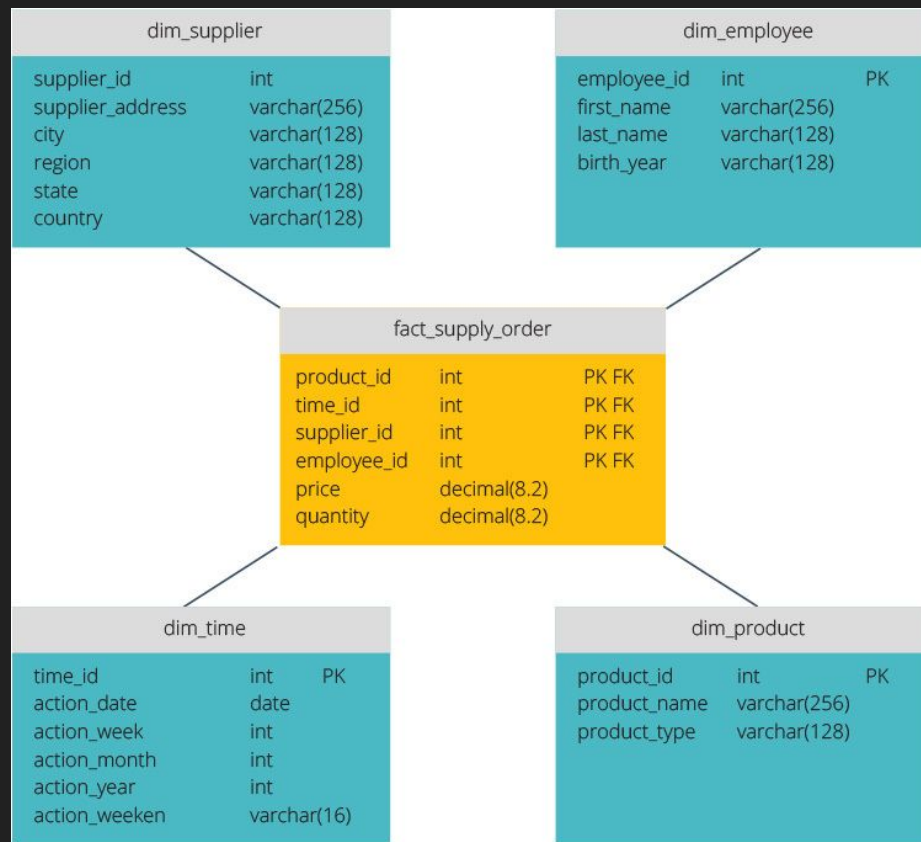 dim_supplier
supplier_id int
supplier_address varchar(256)
city varchar(128)
region varchar(128)
state varchar(128)
country varchar(128)
dim_employee
employee_id int PK
first_name varchar(256)
last_name varchar(128)
birth_year varchar(128)
fact_supply_order
product_id int PK FK
time_id int PK FK
supplier_id int PK FK
employee_id int PK FK
price decimal(8.2)
quantity decimal(8.2)
dim_time
time_id int PK
action_date date
action_week int
action_month int
action_year int
action_weeken varchar(16)
dim_product
product_id int PK
product_name varchar(256)
product_type varchar(128)